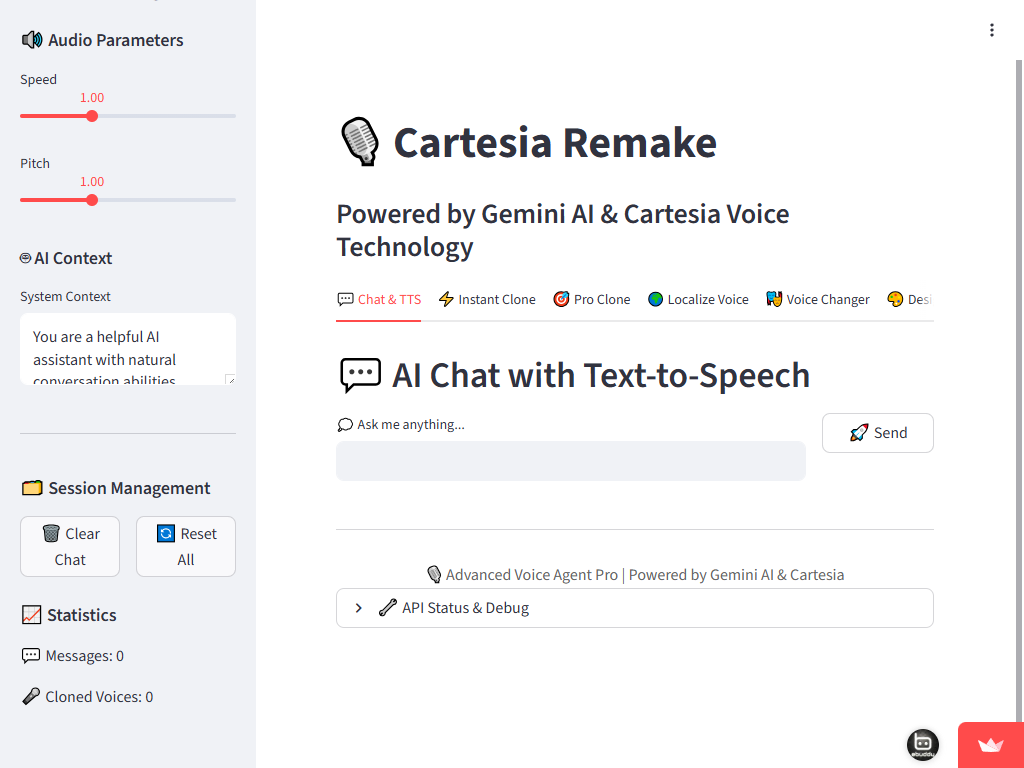 Audio Parameters
Speed
1.00
Pitch
1.00
AI Context
System Context
You are a helpful AI
assistant with natural
conversation abilities
Session Management
Clear
Chat
Reset
All
Statistics
Messages: 0
Cloned Voices: 0
Cartesia Remake
Powered by Gemini AI & Cartesia Voice
Technology
Chat & TTS
Instant Clone
Pro Clone
Localize Voice
Voice Changer
Desi
AI Chat with Text-to-Speech
Ask me anything...
Send
Advanced Voice Agent Pro | Powered by Gemini AI & Cartesia
API Status & Debug